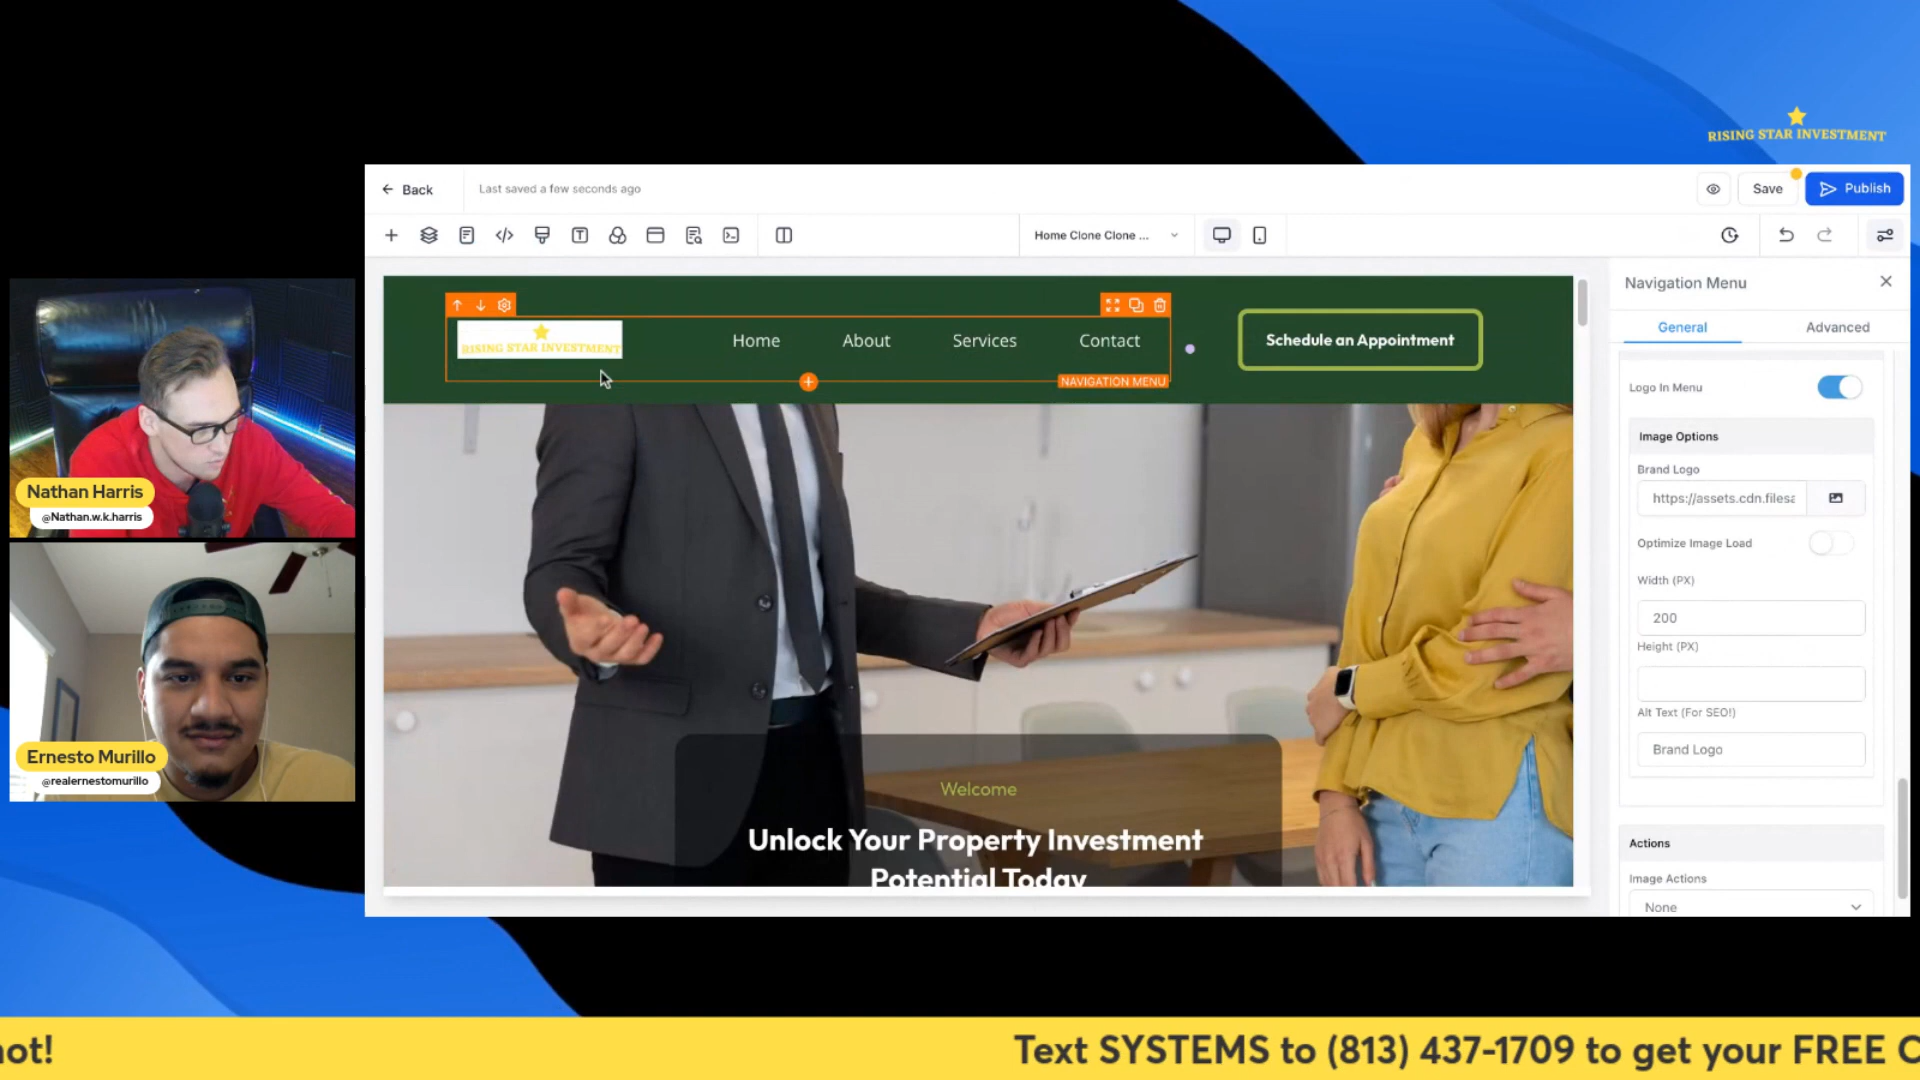 RISING STAR INVESTMENT
Back
Last saved a few seconds ago
Save
Publish
Home Clone Clone ...
RISING STAR INVESTMENT
Home
About
Services
Contact
Schedule an Appointment
NAVIGATION MENU
Welcome
Unlock Your Property Investment
Potential Today
Navigation Menu
General
Advanced
Logo In Menu
Image Options
Brand Logo
https://assets.cdn.filesa
Optimize Image Load
Width (PX)
200
Height (PX)
Alt Text (For SEO!)
Brand Logo
Actions
Image Actions
None
Nathan Harris
@Nathan.w.k.harris
Ernesto Murillo
@realernestomurillo
not!
Text SYSTEMS to (813) 437-1709 to get your FREE C